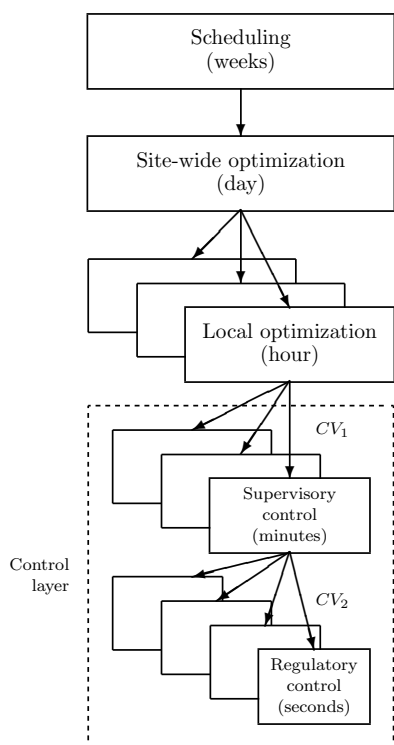 Scheduling
(weeks)
Site-wide optimization
(day)
Local optimization
(hour)
CV₁
Supervisory
control
(minutes)
Control
layer
CV₂
Regulatory
control
(seconds)